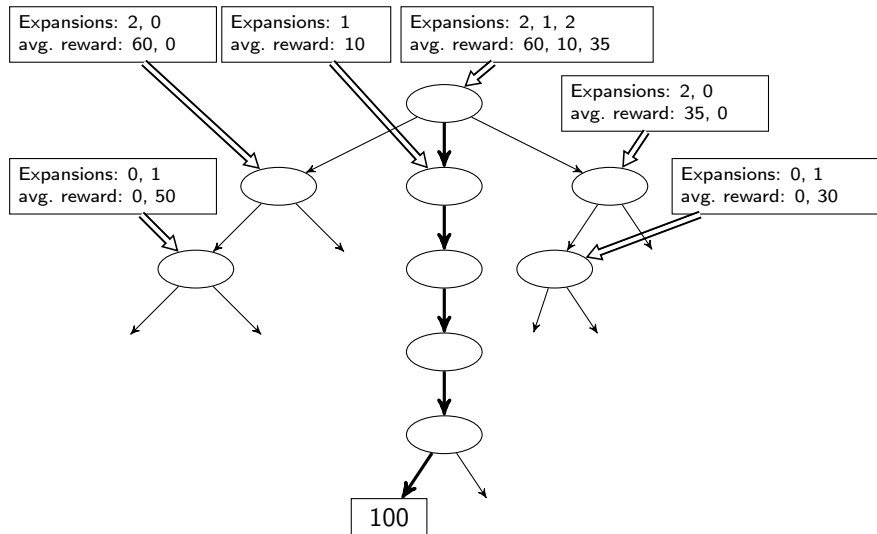 Expansions: 2, 0
avg. reward: 60, 0
Expansions: 1
avg. reward: 10
Expansions: 2, 1, 2
avg. reward: 60, 10, 35
Expansions: 2, 0
avg. reward: 35, 0
Expansions: 0, 1
avg. reward: 0, 50
Expansions: 0, 1
avg. reward: 0, 30
100